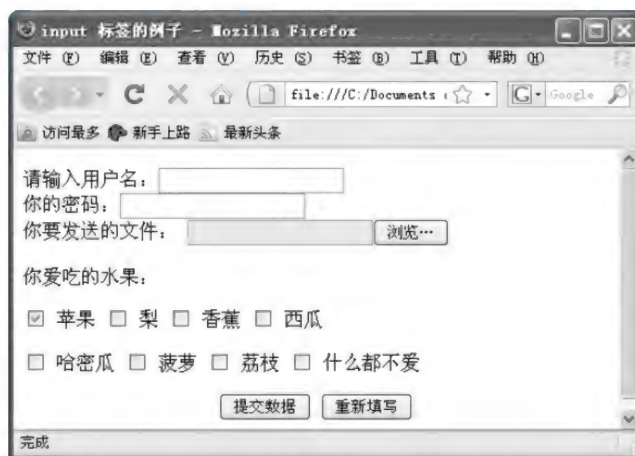 input 标签的例子 - Mozilla Firefox
文件 (F) 编辑 (E) 查看 (V) 历史 (S) 书签 (B) 工具 (T) 帮助 (H)
file:///C:/Documents Google
访问最多 新手上路 最新头条
请输入用户名：
你的密码：
你要发送的文件： 浏览…
你爱吃的水果：
苹果 梨 香蕉 西瓜
哈密瓜 菠萝 荔枝 什么都不爱
提交数据 重新填写
完成